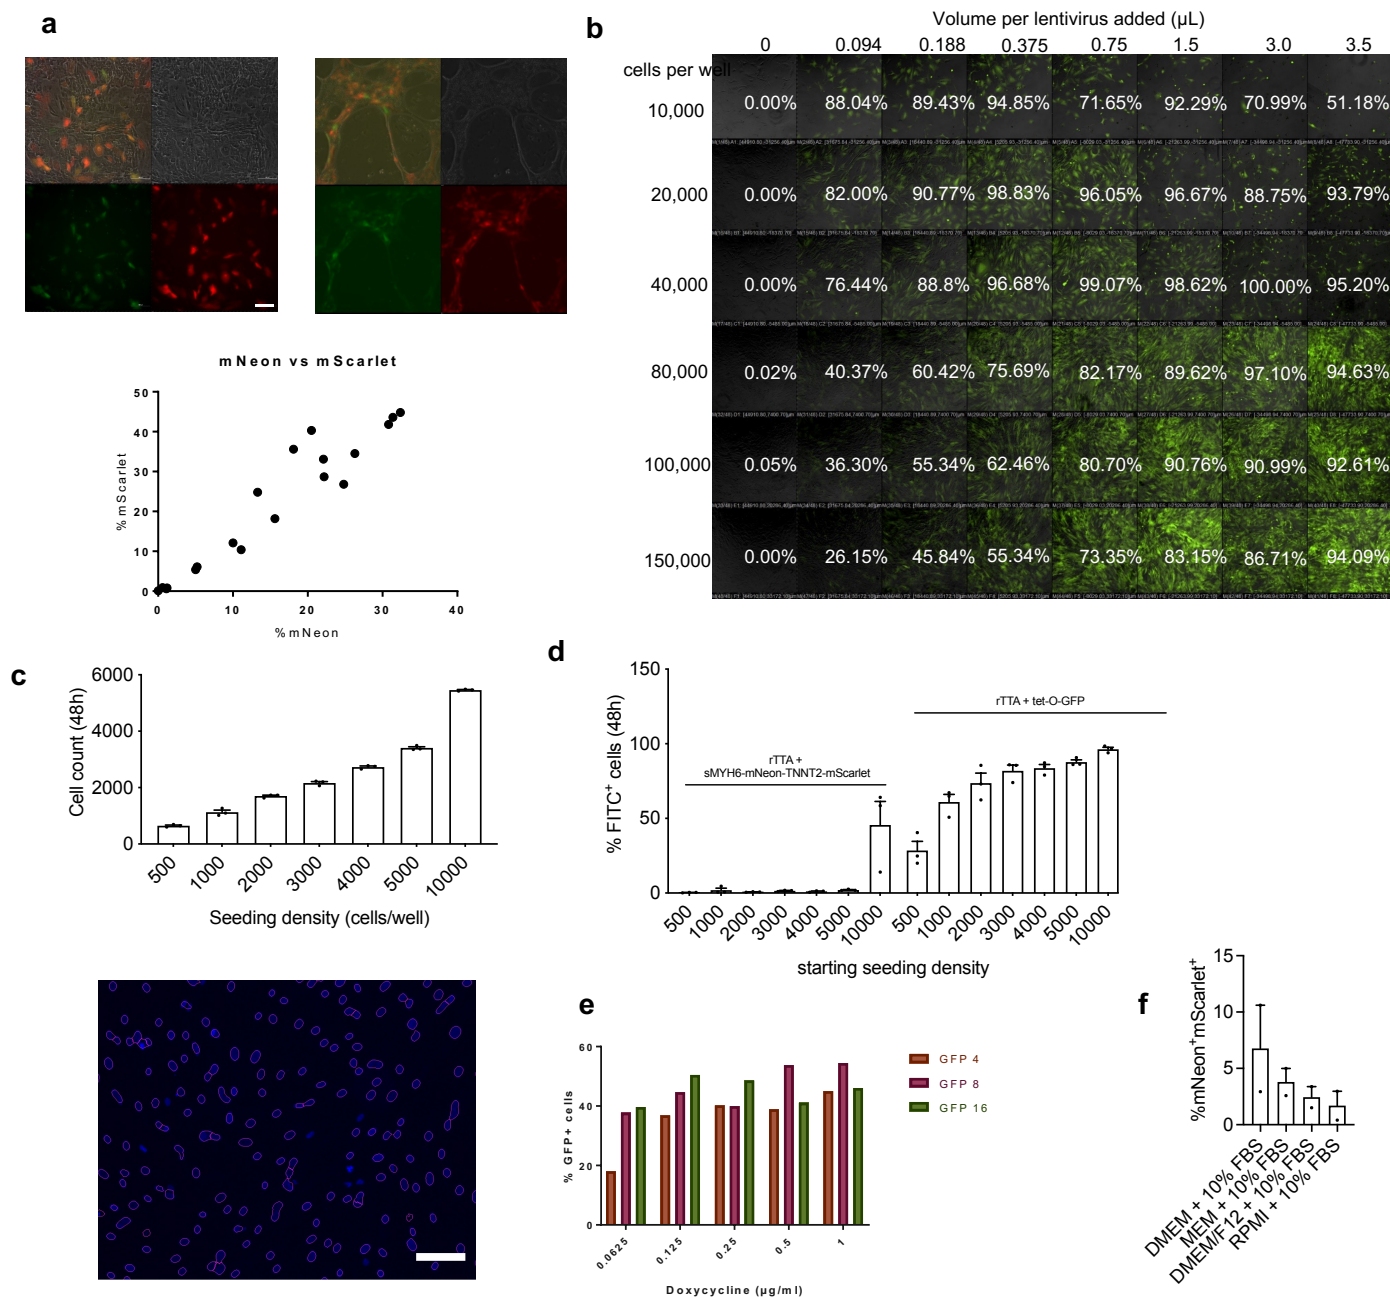 a
b
Volume per lentivirus added (µL)
0 0.094 0.188 0.375 0.75 1.5 3.0 3.5
cells per well
10,000 0.00% 88.04% 89.43% 94.85% 71.65% 92.29% 70.99% 51.18%
20,000 0.00% 82.00% 90.77% 98.83% 96.05% 96.67% 88.75% 93.79%
40,000 0.00% 76.44% 88.8% 96.68% 99.07% 98.62% 100.00% 95.20%
80,000 0.02% 40.37% 60.42% 75.69% 82.17% 89.62% 97.10% 94.63%
100,000 0.05% 36.30% 55.34% 62.46% 80.70% 90.76% 90.99% 92.61%
150,000 0.00% 26.15% 45.84% 55.34% 73.35% 83.15% 86.71% 94.09%
mNeon vs mScarlet
50
40
30
20
10
0
%mScarlet
0 10 20 30 40
%mNeon
c
6000
4000
2000
0
Cell count (48h)
500 1000 2000 3000 4000 5000 10000
Seeding density (cells/well)
d
150
100
50
0
% FITC+ cells (48h)
rTTA + tet-O-GFP
rTTA +
sMYH6-mNeon-TNNT2-mScarlet
500 1000 2000 3000 4000 5000 10000 500 1000 2000 3000 4000 5000 10000
starting seeding density
e
60
40
20
0
% GFP+ cells
0.0625 0.125 0.25 0.5 1
Doxycycline (µg/ml)
GFP 4
GFP 8
GFP 16
f
15
10
5
0
%mNeon+mScarlet+
DMEM + 10% FBS
MEM + 10% FBS
DMEM/F12 + 10% FBS
RPMI + 10% FBS